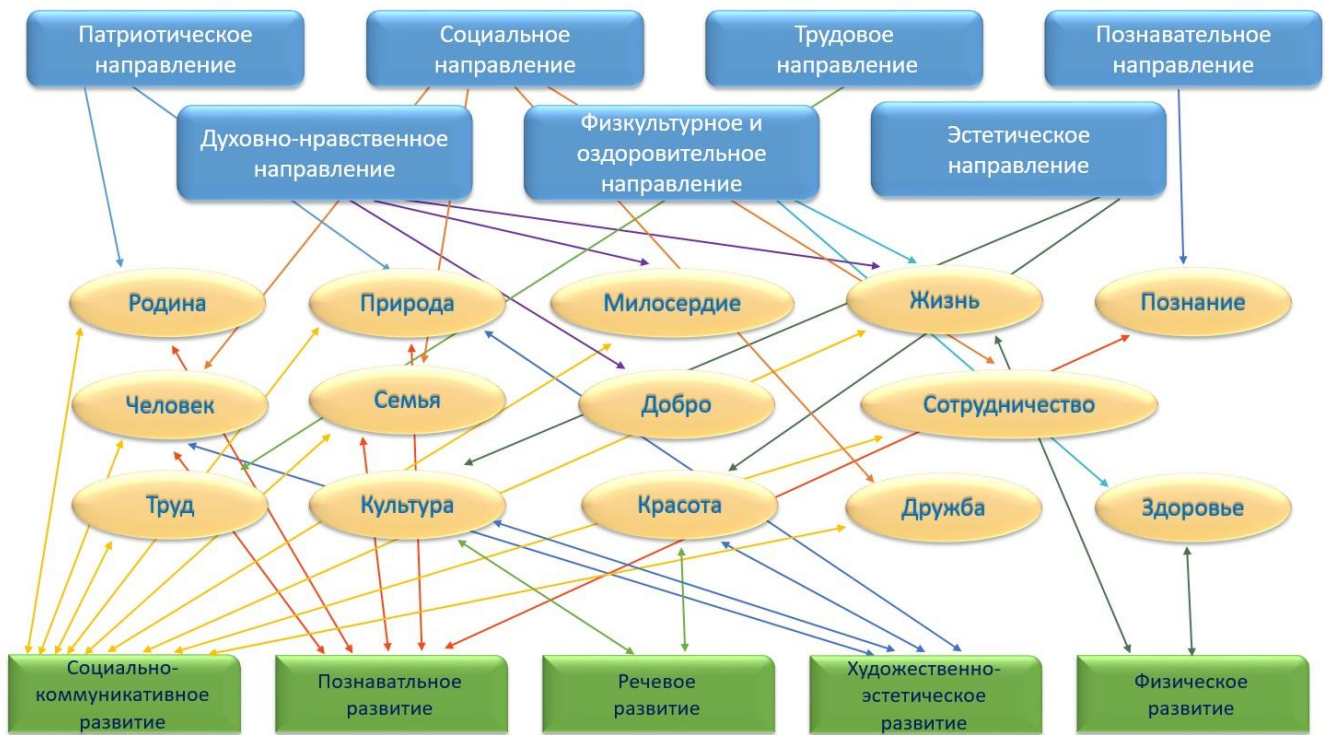 Патриотическое
направление
Социальное
направление
Трудовое
направление
Познавательное
направление
Духовно-нравственное
направление
Физкультурное и
оздоровительное
направление
Эстетическое
направление
Родина
Природа
Милосердие
Жизнь
Познание
Человек
Семья
Добро
Сотрудничество
Труд
Культура
Красота
Дружба
Здоровье
Социально-
коммуникативное
развитие
Познаватльное
развитие
Речевое
развитие
Художественно-
эстетическое
развитие
Физическое
развитие